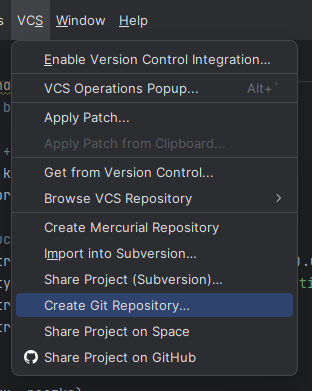 s VCS Window Help
Enable Version Control Integration...
VCS Operations Popup... Alt+`
Apply Patch...
Apply Patch from Clipboard...
Get from Version Control...
Browse VCS Repository
Create Mercurial Repository
Import into Subversion...
Share Project (Subversion)...
Create Git Repository...
Share Project on Space
Share Project on GitHub